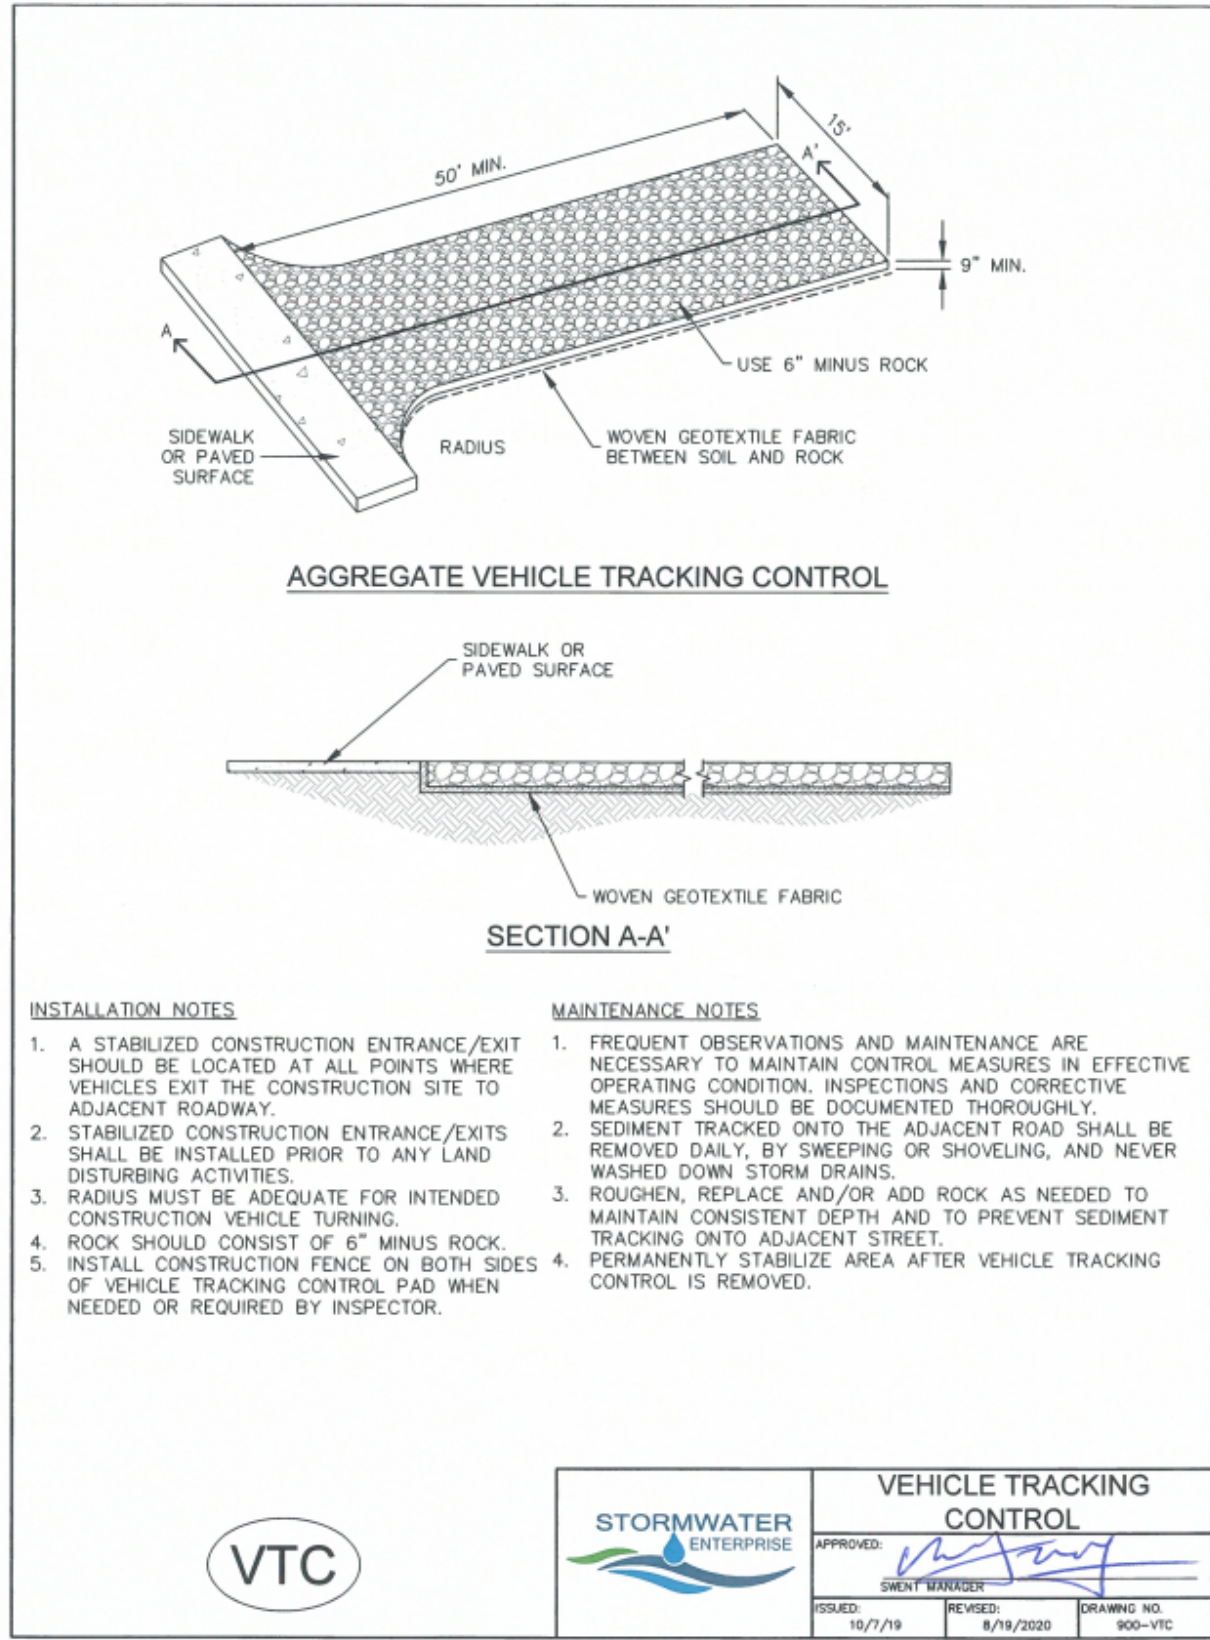 50' MIN.
15'
A'
9" MIN.
A
USE 6" MINUS ROCK
SIDEWALK
OR PAVED
SURFACE
RADIUS
WOVEN GEOTEXTILE FABRIC
BETWEEN SOIL AND ROCK
AGGREGATE VEHICLE TRACKING CONTROL
SIDEWALK OR
PAVED SURFACE
WOVEN GEOTEXTILE FABRIC
SECTION A-A'
INSTALLATION NOTES
1. A STABILIZED CONSTRUCTION ENTRANCE/EXIT
SHOULD BE LOCATED AT ALL POINTS WHERE
VEHICLES EXIT THE CONSTRUCTION SITE TO
ADJACENT ROADWAY.
2. STABILIZED CONSTRUCTION ENTRANCE/EXITS
SHALL BE INSTALLED PRIOR TO ANY LAND
DISTURBING ACTIVITIES.
3. RADIUS MUST BE ADEQUATE FOR INTENDED
CONSTRUCTION VEHICLE TURNING.
4. ROCK SHOULD CONSIST OF 6" MINUS ROCK.
5. INSTALL CONSTRUCTION FENCE ON BOTH SIDES
OF VEHICLE TRACKING CONTROL PAD WHEN
NEEDED OR REQUIRED BY INSPECTOR.
MAINTENANCE NOTES
1. FREQUENT OBSERVATIONS AND MAINTENANCE ARE
NECESSARY TO MAINTAIN CONTROL MEASURES IN EFFECTIVE
OPERATING CONDITION. INSPECTIONS AND CORRECTIVE
MEASURES SHOULD BE DOCUMENTED THOROUGHLY.
2. SEDIMENT TRACKED ONTO THE ADJACENT ROAD SHALL BE
REMOVED DAILY, BY SWEEPING OR SHOVELING, AND NEVER
WASHED DOWN STORM DRAINS.
3. ROUGHEN, REPLACE AND/OR ADD ROCK AS NEEDED TO
MAINTAIN CONSISTENT DEPTH AND TO PREVENT SEDIMENT
TRACKING ONTO ADJACENT STREET.
4. PERMANENTLY STABILIZE AREA AFTER VEHICLE TRACKING
CONTROL IS REMOVED.
VTC
STORMWATER
ENTERPRISE
VEHICLE TRACKING
CONTROL
APPROVED:
SWENT MANAGER
ISSUED:
10/7/19
REVISED:
8/19/2020
DRAWING NO.
900-VTC